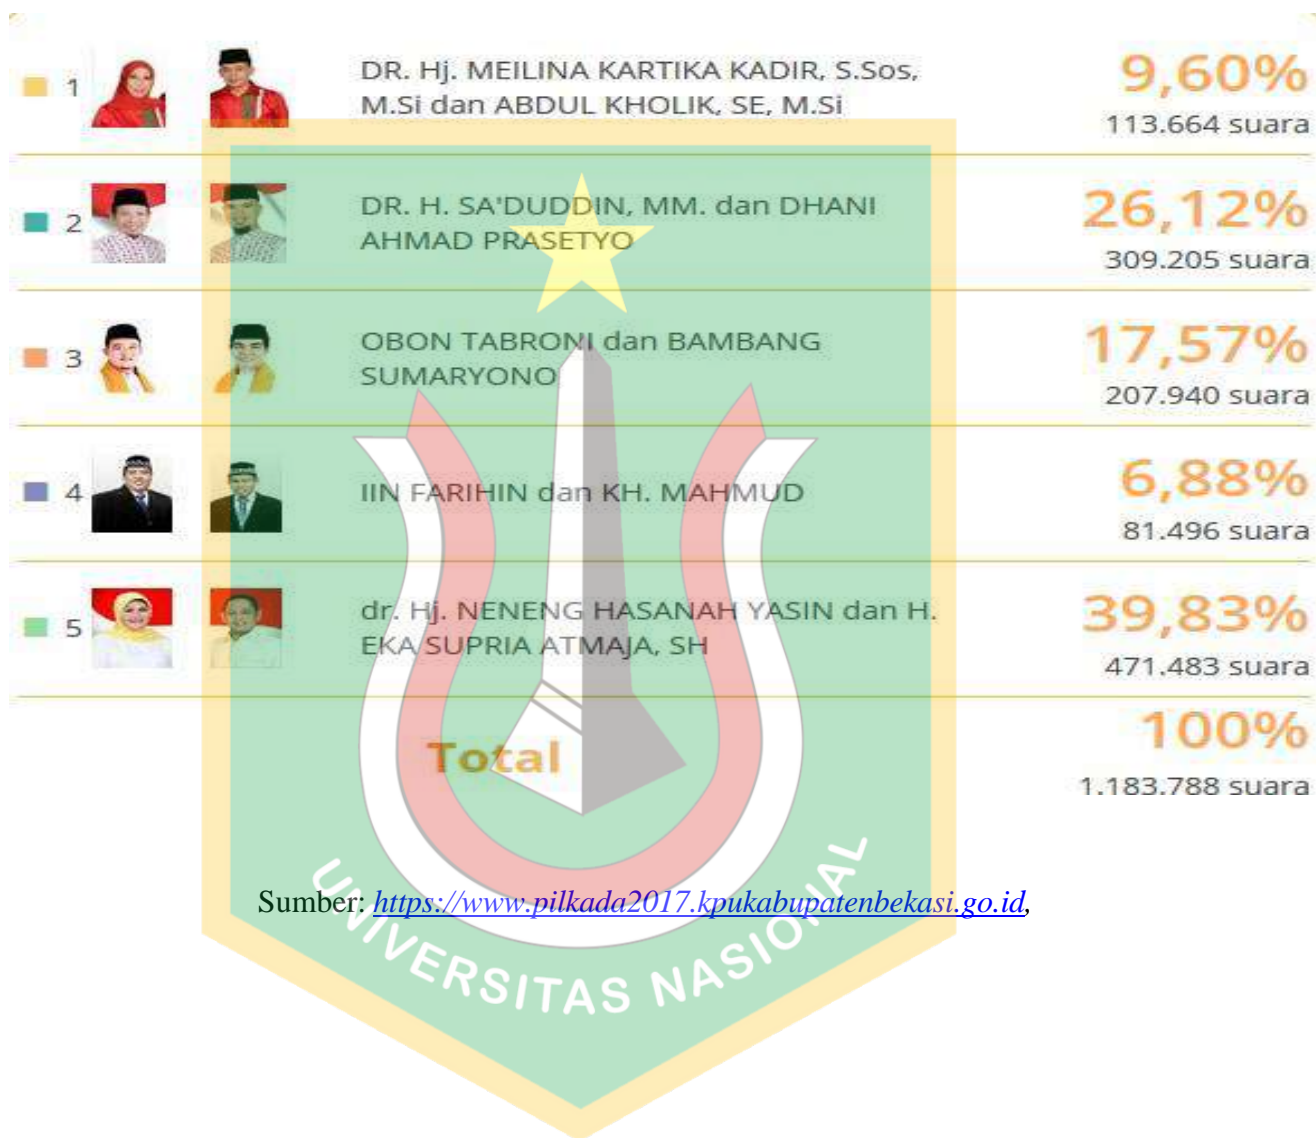 1
DR. Hj. MEILINA KARTIKA KADIR, S.Sos,
M.Si dan ABDUL KHOLIK, SE, M.Si
9,60%
113.664 suara
2
DR. H. SA'DUDDIN, MM. dan DHANI
AHMAD PRASETYO
26,12%
309.205 suara
3
OBON TABRONI dan BAMBANG
SUMARYONO
17,57%
207.940 suara
4
IIN FARIHIN dan KH. MAHMUD
6,88%
81.496 suara
5
dr. Hj. NENENG HASANAH YASIN dan H.
EKA SUPRIA ATMAJA, SH
39,83%
471.483 suara
Total
100%
1.183.788 suara
Sumber: https://www.pilkada2017.kpukabupatenbekasi.go.id,
UNIVERSITAS NASIONAL